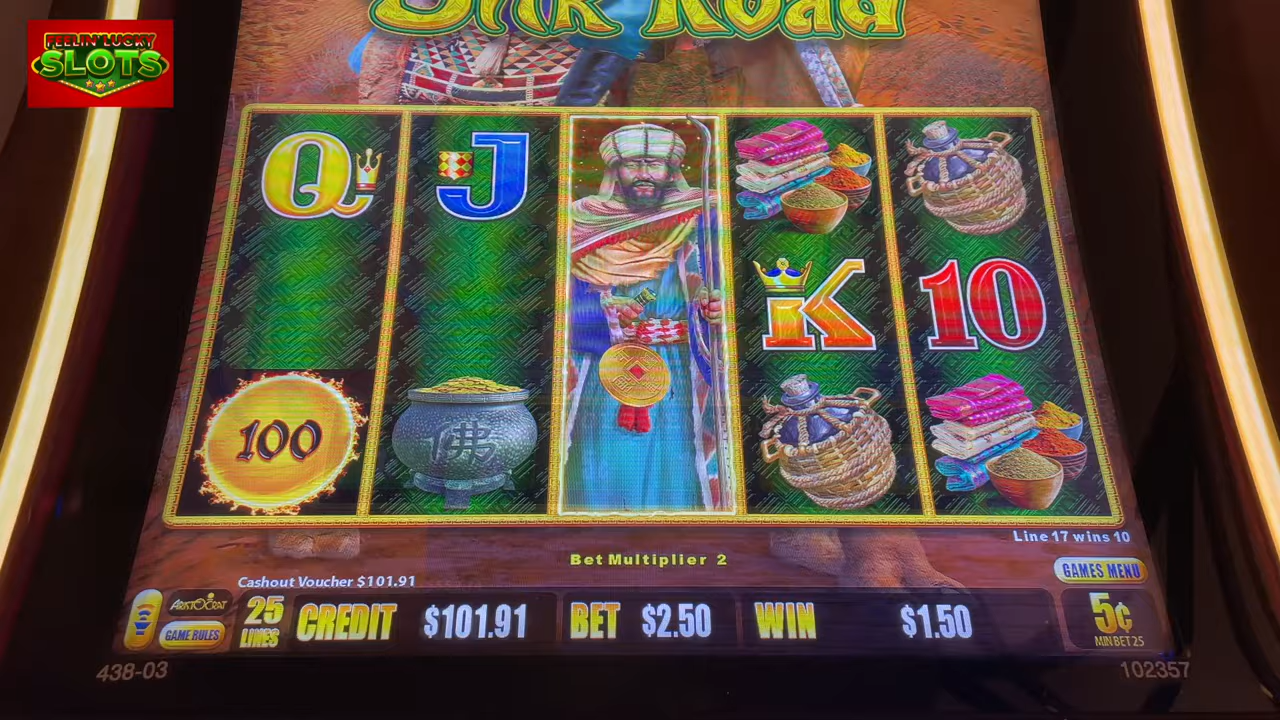 FEELIN' LUCKY
SLOTS
Silk Road
Q J
K 10
100 佛
Line 17 wins 10
Bet Multiplier 2
GAMES MENU
Cashout Voucher $101.91
ARISTOCRAT
GAME RULES
25
LINES
CREDIT $101.91
BET $2.50
WIN $1.50
5¢
MIN BET 25
438-03
102357